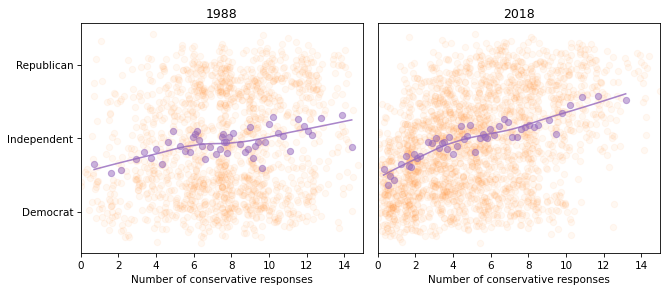 1988
2018
Republican
Independent
Democrat
0 2 4 6 8 10 12 14
0 2 4 6 8 10 12 14
Number of conservative responses
Number of conservative responses